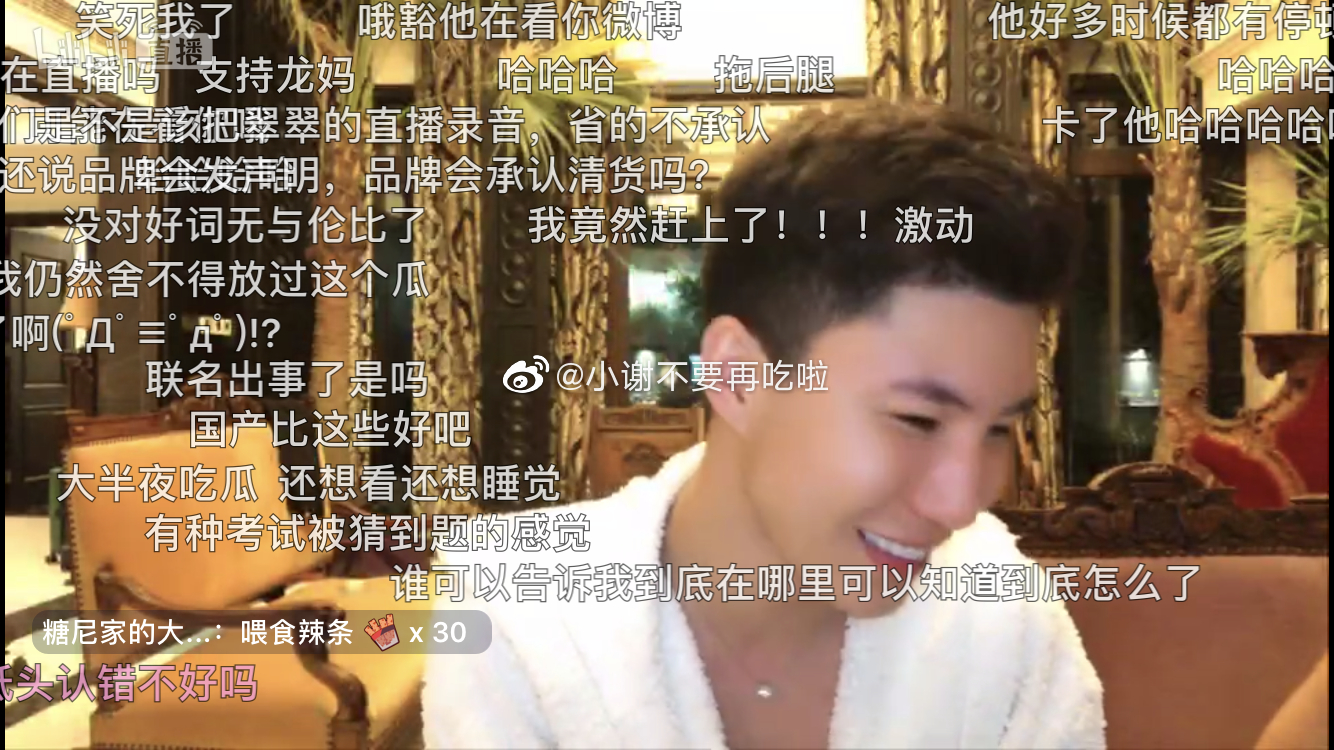 笑死我了 哦豁他在看你微博 他好多时候都有停顿
bilibili 直播
在直播吗 支持龙妈 哈哈哈 拖后腿 哈哈哈
们是不是该把翠翠的直播录音，省的不承认 卡了他哈哈哈哈
还说品牌会发声明，品牌会承认清货吗？
没对好词无与伦比了 我竟然赶上了！！！激动
我仍然舍不得放过这个瓜
了啊(ﾟДﾟ≡ﾟдﾟ)!?
联名出事了是吗
@小谢不要再吃啦
国产比这些好吧
大半夜吃瓜 还想看还想睡觉
有种考试被猜到题的感觉
谁可以告诉我到底在哪里可以知道到底怎么了
糖尼家的大...：喂食辣条 x 30
低头认错不好吗